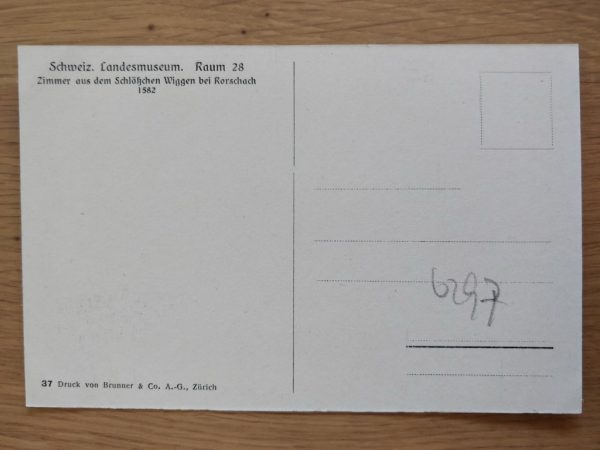 Schweiz. Landesmuseum. Raum 28
Zimmer aus dem Schlößchen Wiggen bei Rorschach
1582
6297
37 Druck von Brunner & Co. A.-G., Zürich